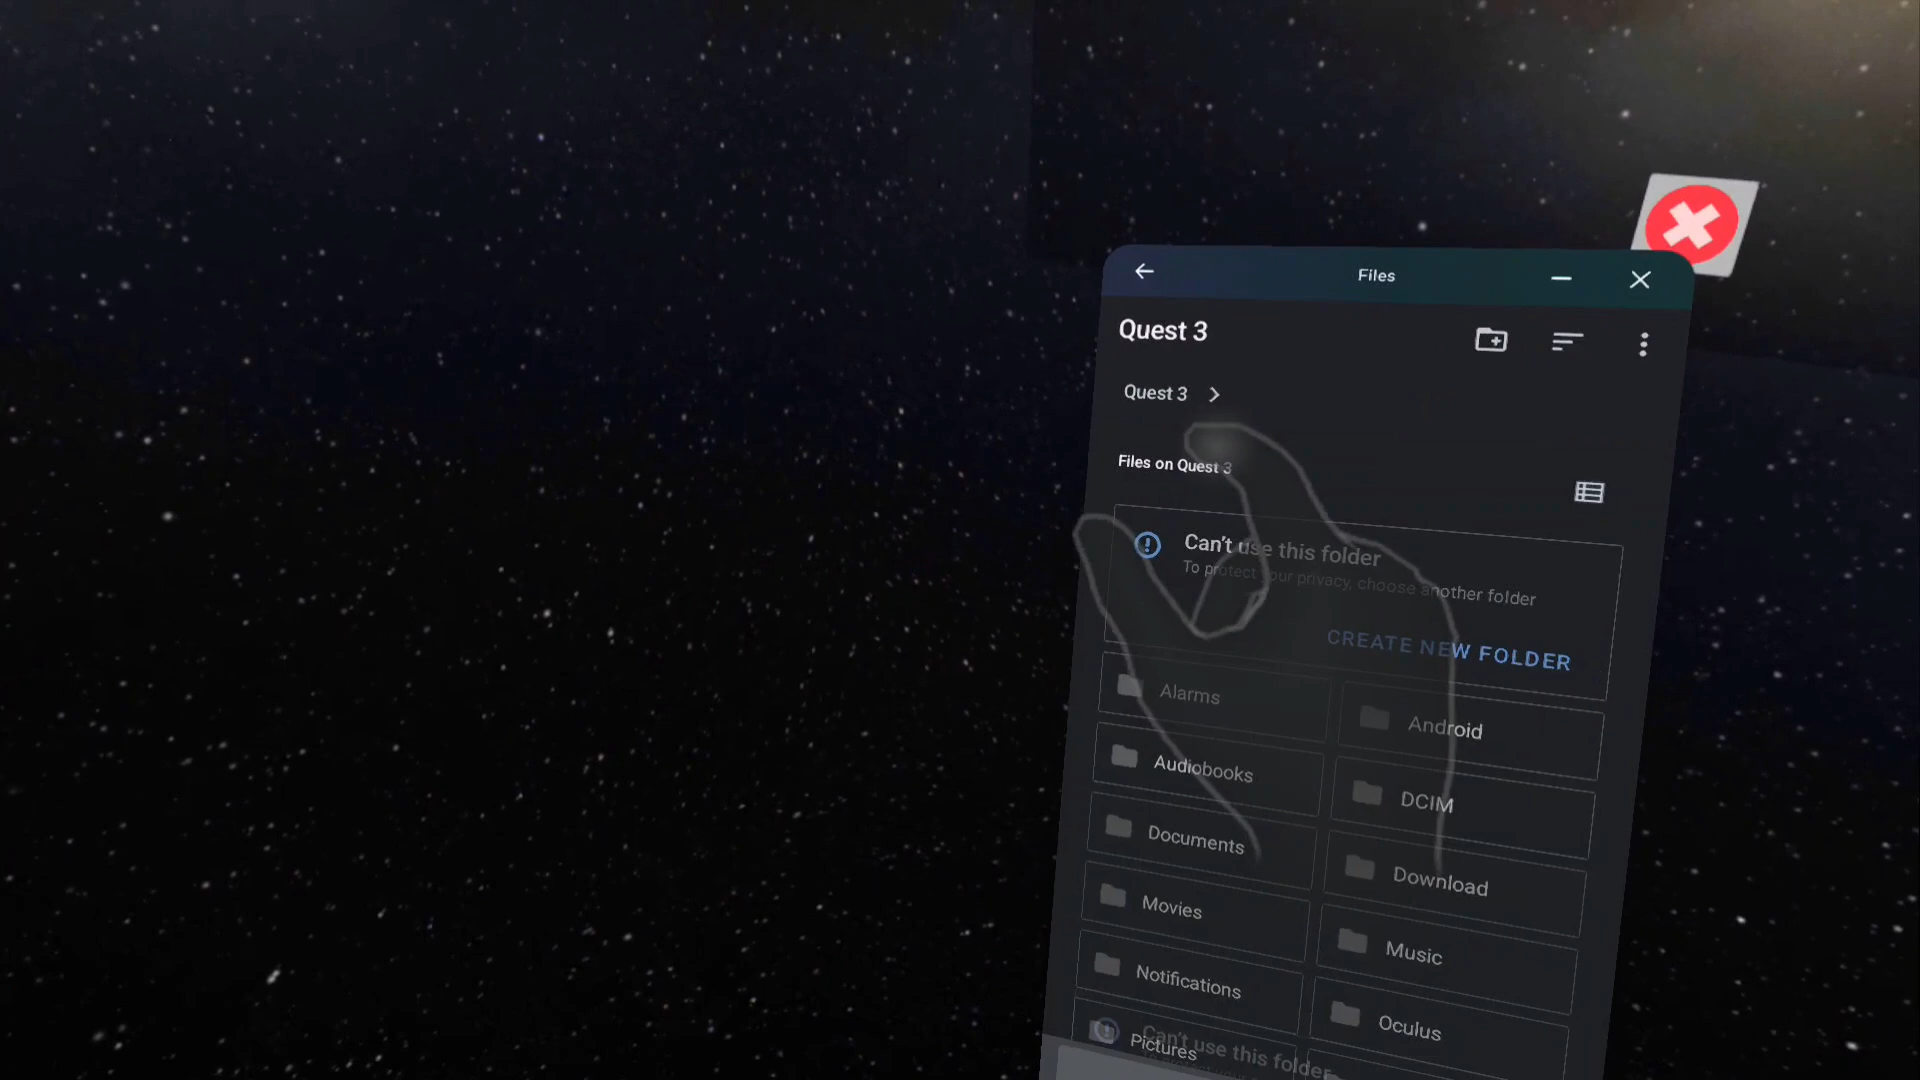 Files
Quest 3
Quest 3
Files on Quest 3
Can't use this folder
To protect your privacy, choose another folder
CREATE NEW FOLDER
Alarms
Android
Audiobooks
DCIM
Documents
Download
Movies
Music
Notifications
Oculus
Pictures
Can't use this folder